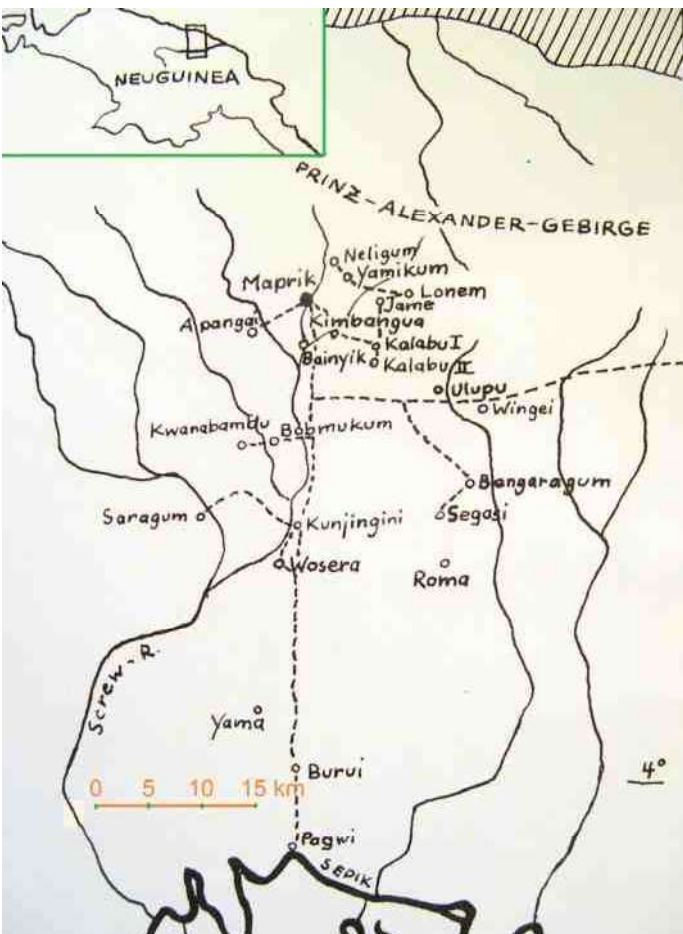 NEUGUINEA
PRINZ-ALEXANDER-GEBIRGE
Neligum
Yamikum
Maprik
Lonem
Jame
Apangai
Kimbangua
Kalabu I
Bainyik
Kalabu II
Ulupu
Wingei
Kwanabamdu
Bobmukum
Bangaragum
Saragum
Segasi
Kunjingini
Wosera
Roma
Screw-R.
Yama
Burui
4°
0 5 10 15 km
Pagwi
SEPIK